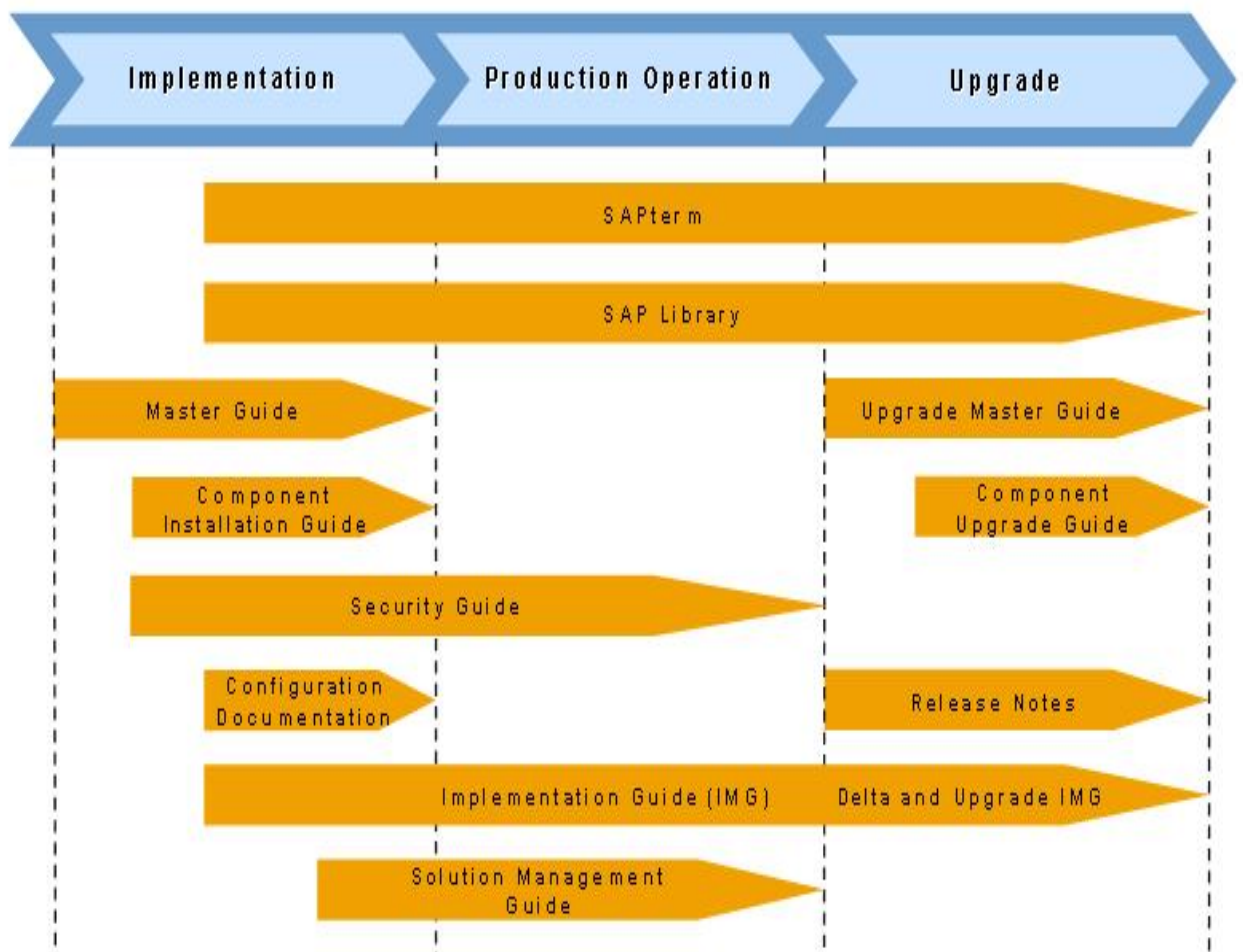 Implementation
Production Operation
Upgrade
SAPterm
SAP Library
Master Guide
Upgrade Master Guide
Component
Installation Guide
Component
Upgrade Guide
Security Guide
Configuration
Documentation
Release Notes
Implementation Guide (IMG)
Delta and Upgrade IMG
Solution Management
Guide